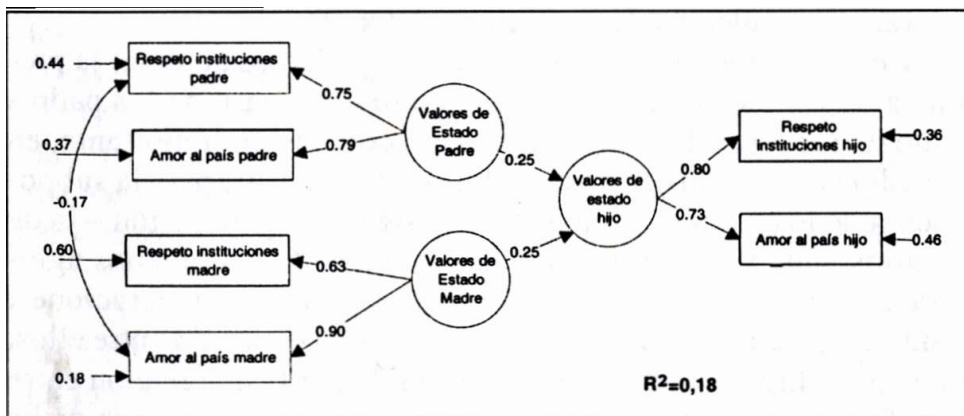 0.44
Respeto instituciones
padre
0.75
Valores de
Estado
Padre
0.37
Amor al país padre
0.79
0.25
Respeto
instituciones hijo
0.36
0.80
Valores de
estado
hijo
-0.17
0.73
Amor al país hijo
0.46
0.60
Respeto instituciones
madre
0.63
Valores de
Estado
Madre
0.25
0.90
Amor al país madre
0.18
R²=0,18